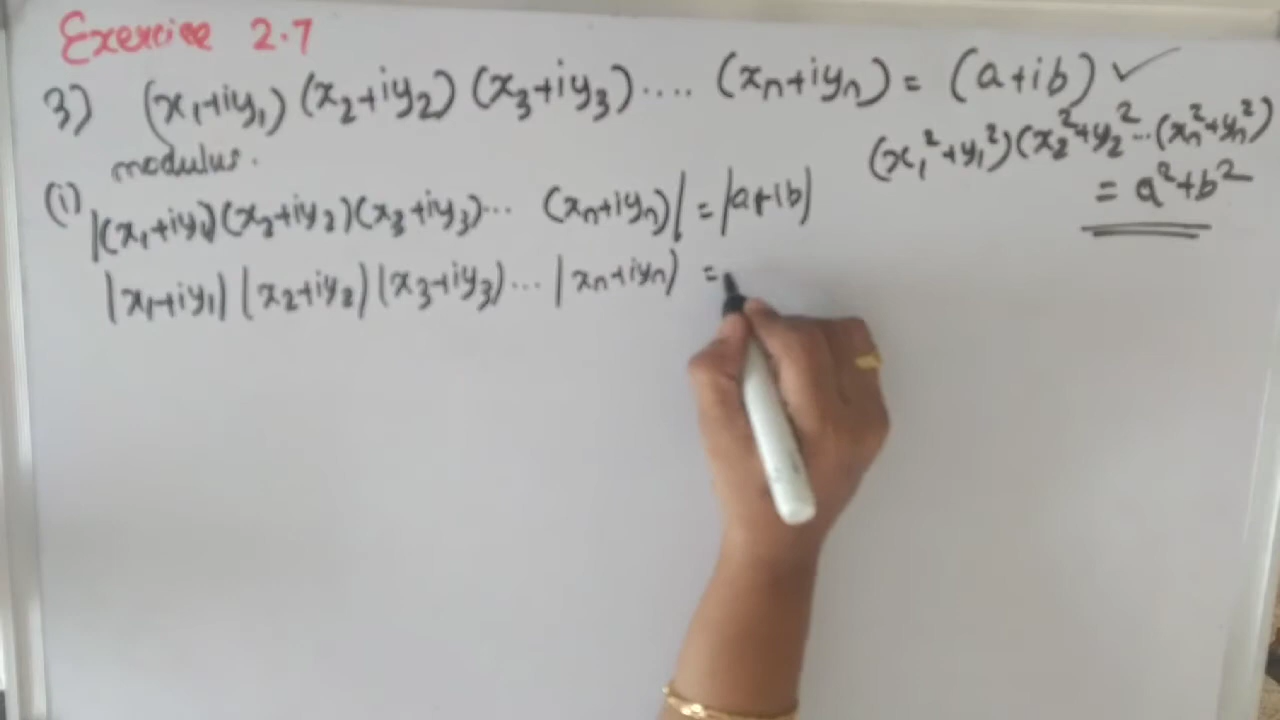 Exercise 2.7
3) (x₁+iy₁)(x₂+iy₂)(x₃+iy₃).... (xₙ+iyₙ) = (a+ib) ✓
(x₁²+y₁²)(x₂²+y₂²...(xₙ²+yₙ²)
= a²+b²
modulus.
(i) |(x₁+iy₁)(x₂+iy₂)(x₃+iy₃)... (xₙ+iyₙ)| = |a+ib|
|x₁+iy₁| |x₂+iy₂| |x₃+iy₃|... |xₙ+iyₙ| =